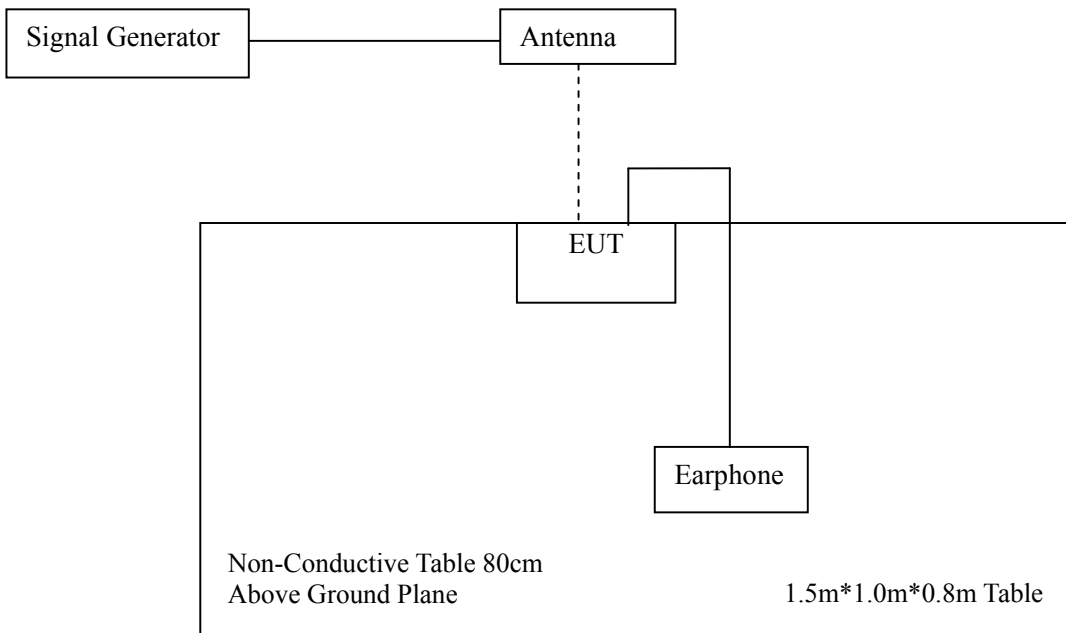 Signal Generator
Antenna
EUT
Earphone
Non-Conductive Table 80cm
Above Ground Plane
1.5m*1.0m*0.8m Table